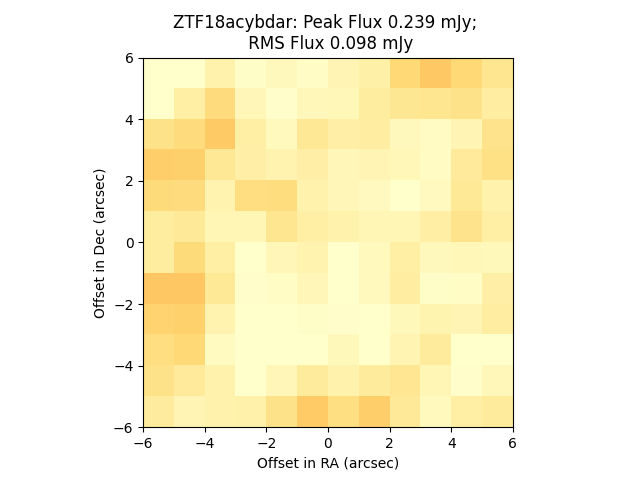 ZTF18acybdar: Peak Flux 0.239 mJy;
RMS Flux 0.098 mJy
6
4
2
0
−2
−4
−6
Offset in Dec (arcsec)
−6 −4 −2 0 2 4 6
Offset in RA (arcsec)